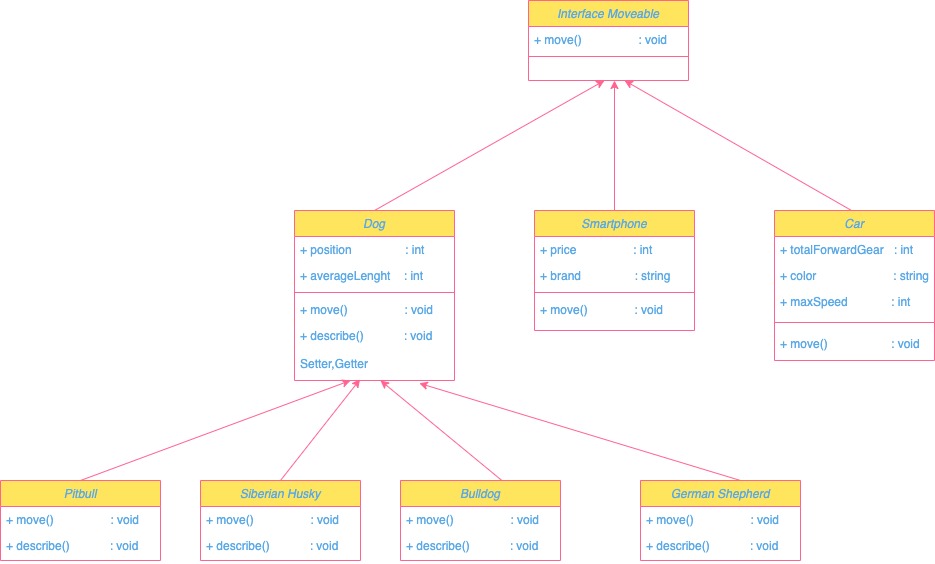 Interface Moveable
+ move() : void
Dog
+ position : int
+ averageLenght : int
+ move() : void
+ describe() : void
Setter,Getter
Smartphone
+ price : int
+ brand : string
+ move() : void
Car
+ totalForwardGear : int
+ color : string
+ maxSpeed : int
+ move() : void
Pitbull
+ move() : void
+ describe() : void
Siberian Husky
+ move() : void
+ describe() : void
Bulldog
+ move() : void
+ describe() : void
German Shepherd
+ move() : void
+ describe() : void